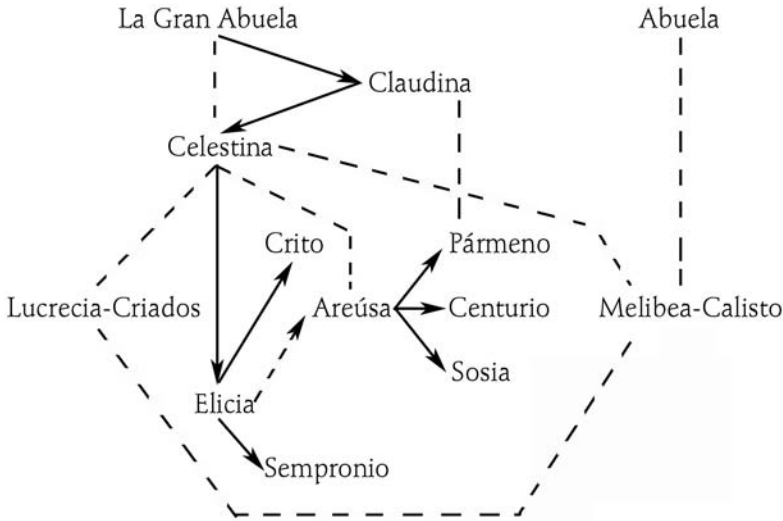 La Gran Abuela
Abuela
Claudina
Celestina
Crito
Pármeno
Lucrecia-Criados
Areúsa
Centurio
Melibea-Calisto
Sosia
Elicia
Sempronio